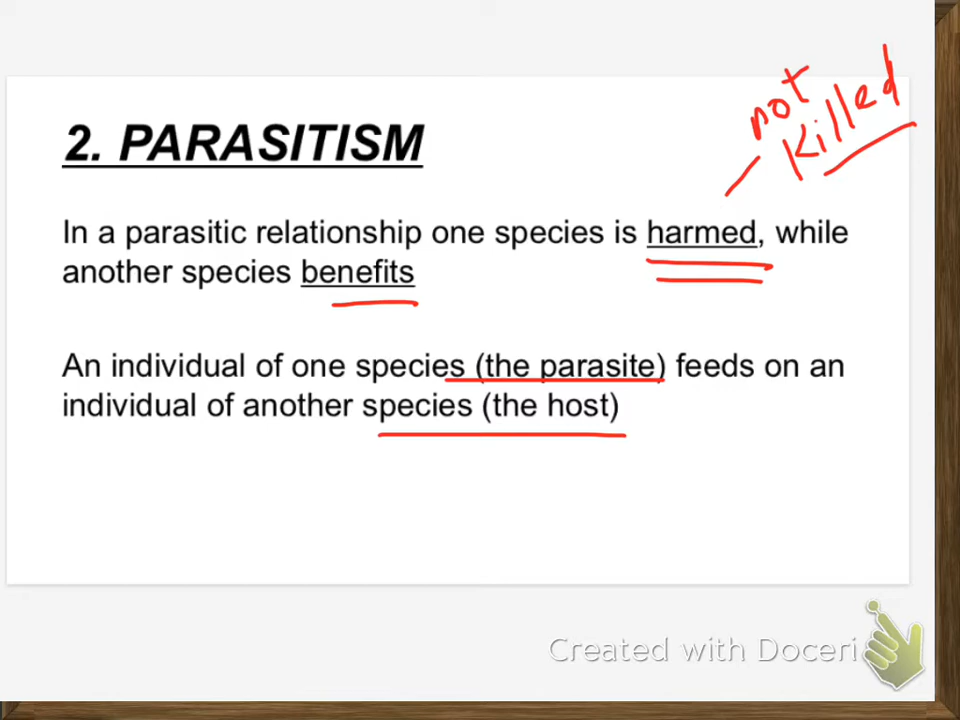 not
Killed
2. PARASITISM
In a parasitic relationship one species is harmed, while
another species benefits
An individual of one species (the parasite) feeds on an
individual of another species (the host)
Created with Doceri